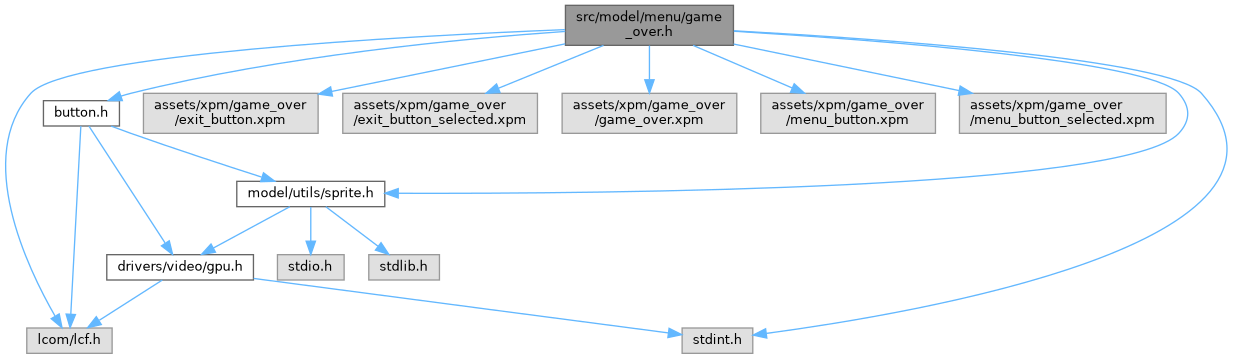 src/model/menu/game
_over.h
button.h
assets/xpm/game_over
/exit_button.xpm
assets/xpm/game_over
/exit_button_selected.xpm
assets/xpm/game_over
/game_over.xpm
assets/xpm/game_over
/menu_button.xpm
assets/xpm/game_over
/menu_button_selected.xpm
model/utils/sprite.h
drivers/video/gpu.h
stdio.h
stdlib.h
lcom/lcf.h
stdint.h